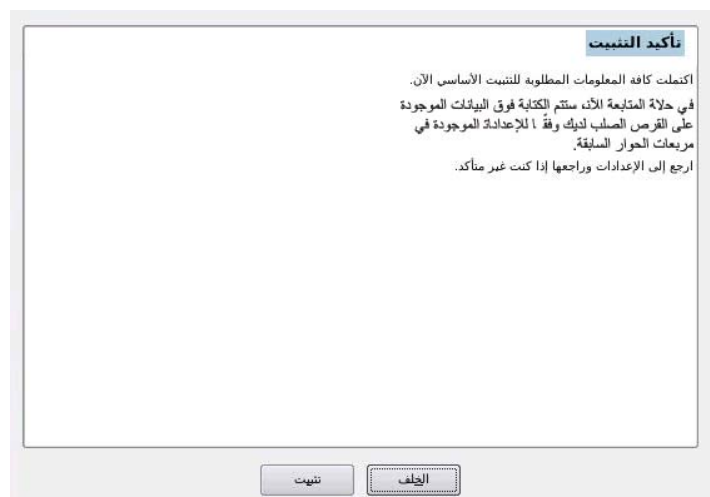 تأكيد التثبيت
اكتملت كافة المعلومات المطلوبة للتثبيت الأساسي الآن.
في حالة المتابعة الآن، ستتم الكتابة فوق البيانات الموجودة
على القرص الصلب لديك وفقًا للإعدادات الموجودة في
مربعات الحوار السابقة.
ارجع إلى الإعدادات وراجعها إذا كنت غير متأكد.
الخلف
تثبيت